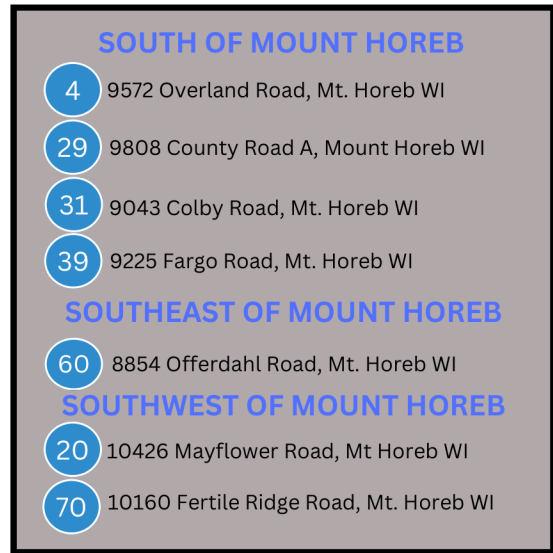 SOUTH OF MOUNT HOREB
4 9572 Overland Road, Mt. Horeb WI
29 9808 County Road A, Mount Horeb WI
31 9043 Colby Road, Mt. Horeb WI
39 9225 Fargo Road, Mt. Horeb WI
SOUTHEAST OF MOUNT HOREB
60 8854 Offerdahl Road, Mt. Horeb WI
SOUTHWEST OF MOUNT HOREB
20 10426 Mayflower Road, Mt Horeb WI
70 10160 Fertile Ridge Road, Mt. Horeb WI